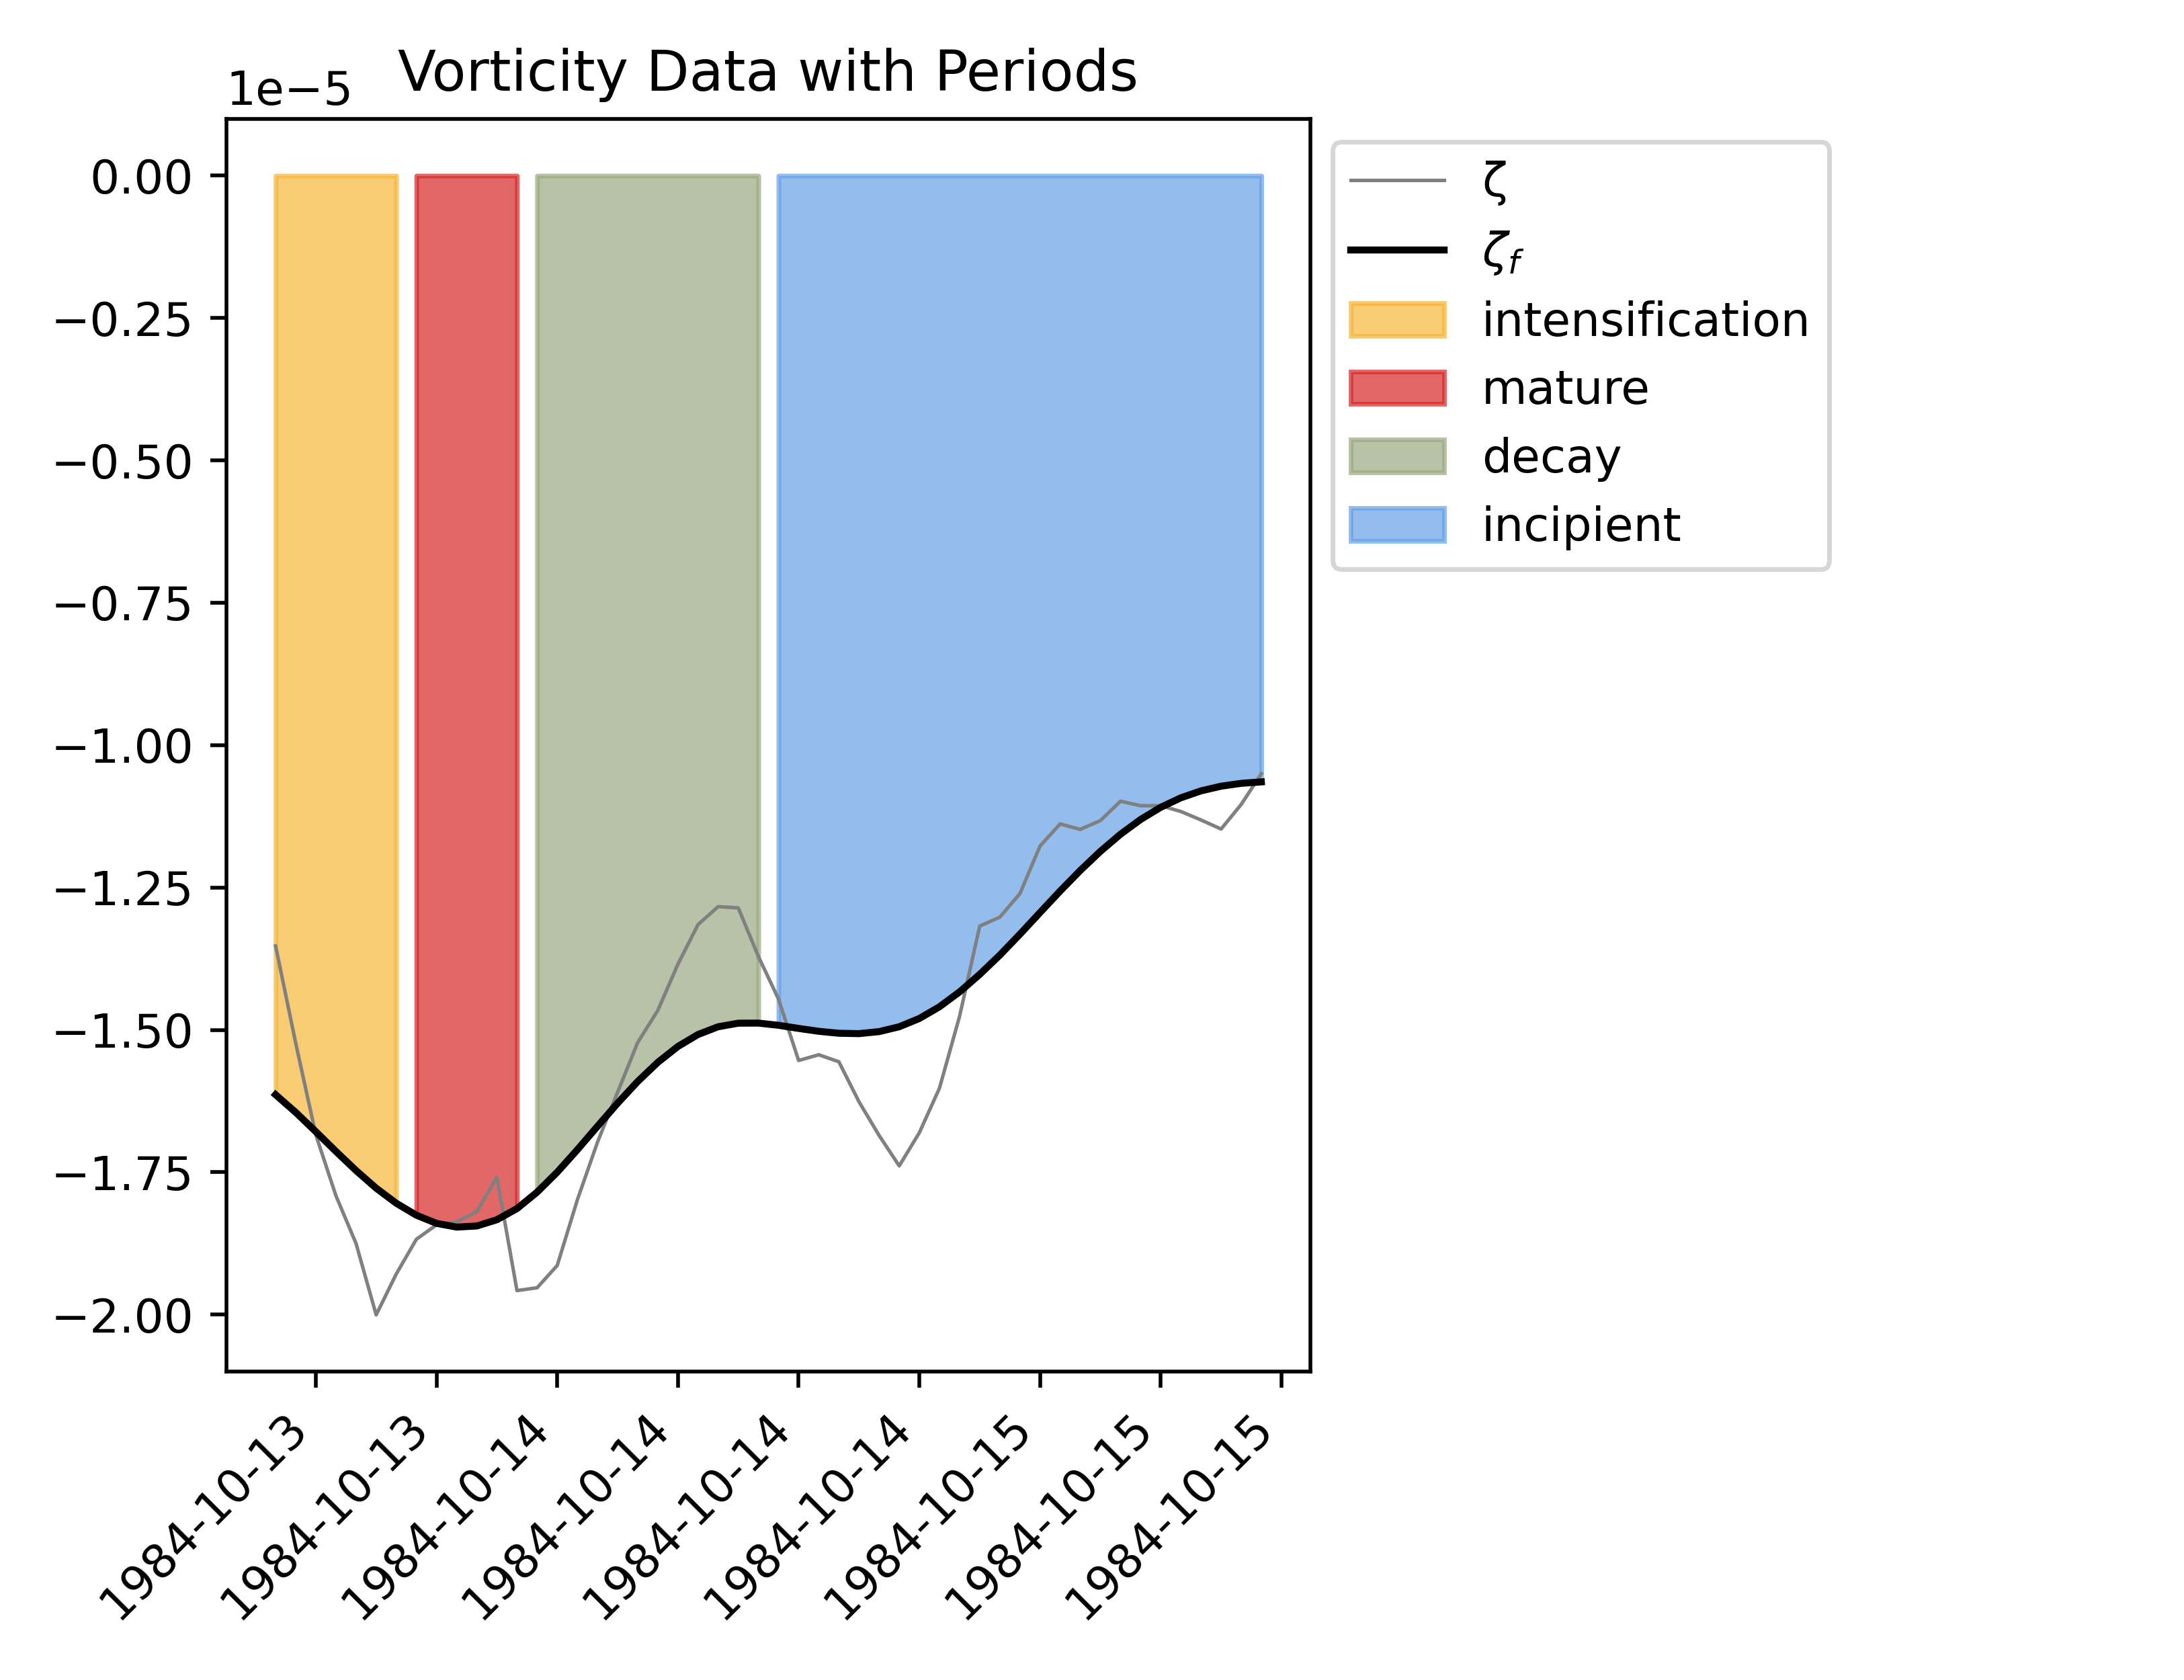 Vorticity Data with Periods
1e−5
0.00
−0.25
−0.50
−0.75
−1.00
−1.25
−1.50
−1.75
−2.00
1984-10-13
1984-10-13
1984-10-14
1984-10-14
1984-10-14
1984-10-14
1984-10-15
1984-10-15
1984-10-15
ζ
ζf
intensification
mature
decay
incipient